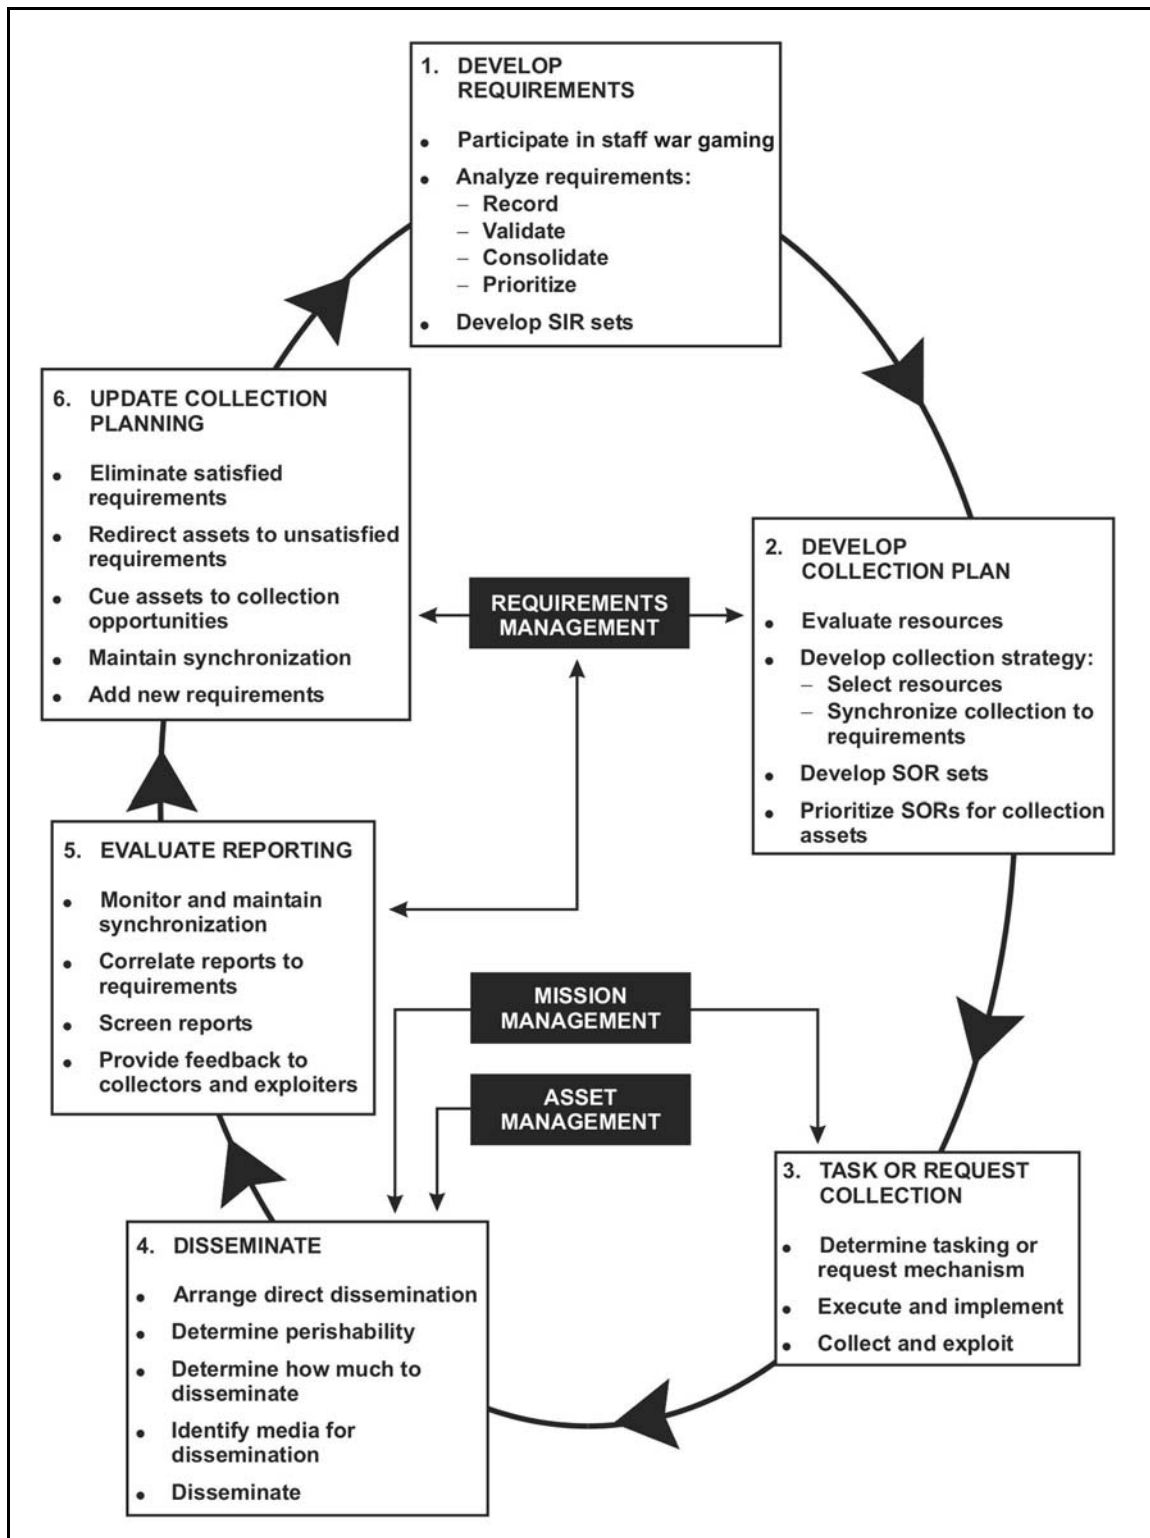 1. DEVELOP
REQUIREMENTS
• Participate in staff war gaming
• Analyze requirements:
– Record
– Validate
– Consolidate
– Prioritize
• Develop SIR sets
6. UPDATE COLLECTION
PLANNING
• Eliminate satisfied
requirements
• Redirect assets to unsatisfied
requirements
• Cue assets to collection
opportunities
• Maintain synchronization
• Add new requirements
REQUIREMENTS
MANAGEMENT
2. DEVELOP
COLLECTION PLAN
• Evaluate resources
• Develop collection strategy:
– Select resources
– Synchronize collection to
requirements
• Develop SOR sets
• Prioritize SORs for collection
assets
5. EVALUATE REPORTING
• Monitor and maintain
synchronization
• Correlate reports to
requirements
• Screen reports
• Provide feedback to
collectors and exploiters
MISSION
MANAGEMENT
ASSET
MANAGEMENT
3. TASK OR REQUEST
COLLECTION
• Determine tasking or
request mechanism
• Execute and implement
• Collect and exploit
4. DISSEMINATE
• Arrange direct dissemination
• Determine perishability
• Determine how much to
disseminate
• Identify media for
dissemination
• Disseminate